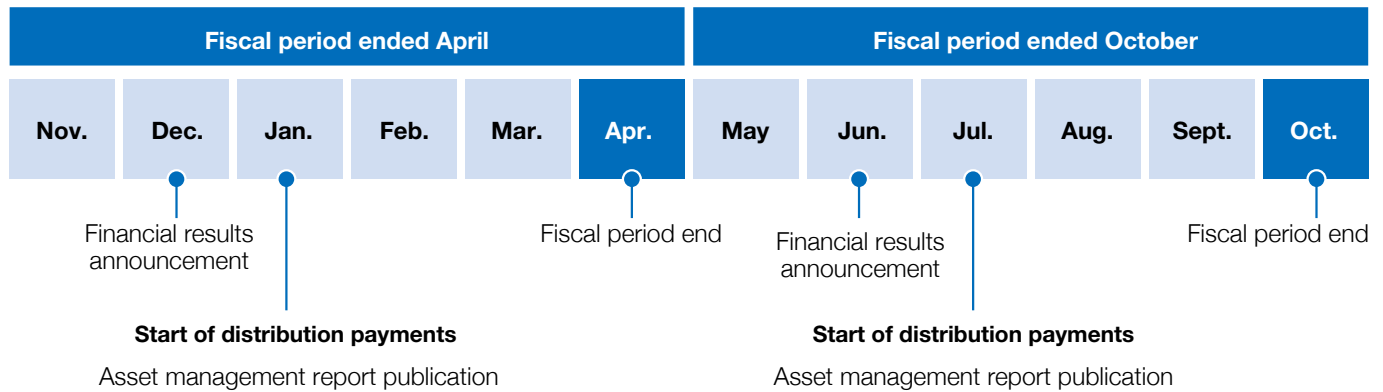 Fiscal period ended April
Fiscal period ended October
Nov.
Dec.
Jan.
Feb.
Mar.
Apr.
May
Jun.
Jul.
Aug.
Sept.
Oct.
Financial results
announcement
Fiscal period end
Financial results
announcement
Fiscal period end
Start of distribution payments
Asset management report publication
Start of distribution payments
Asset management report publication